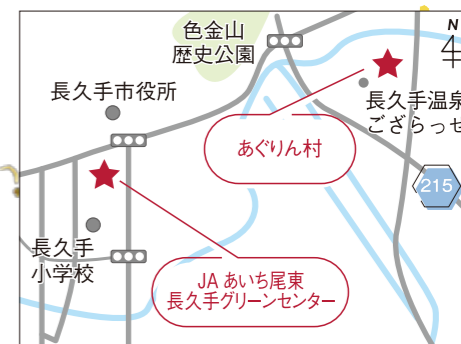 色金山
歴史公園
N
長久手市役所
長久手温泉
ござらっせ
あぐりん村
215
長久手
小学校
JA あいち尾東
長久手グリーンセンター